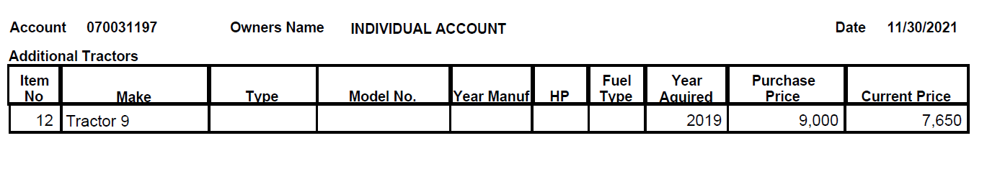 Account 070031197 Owners Name INDIVIDUAL ACCOUNT Date 11/30/2021
Additional Tractors
Item No Make Type Model No. Year Manuf HP Fuel Type Year Aquired Purchase Price Current Price
12 Tractor 9 2019 9,000 7,650